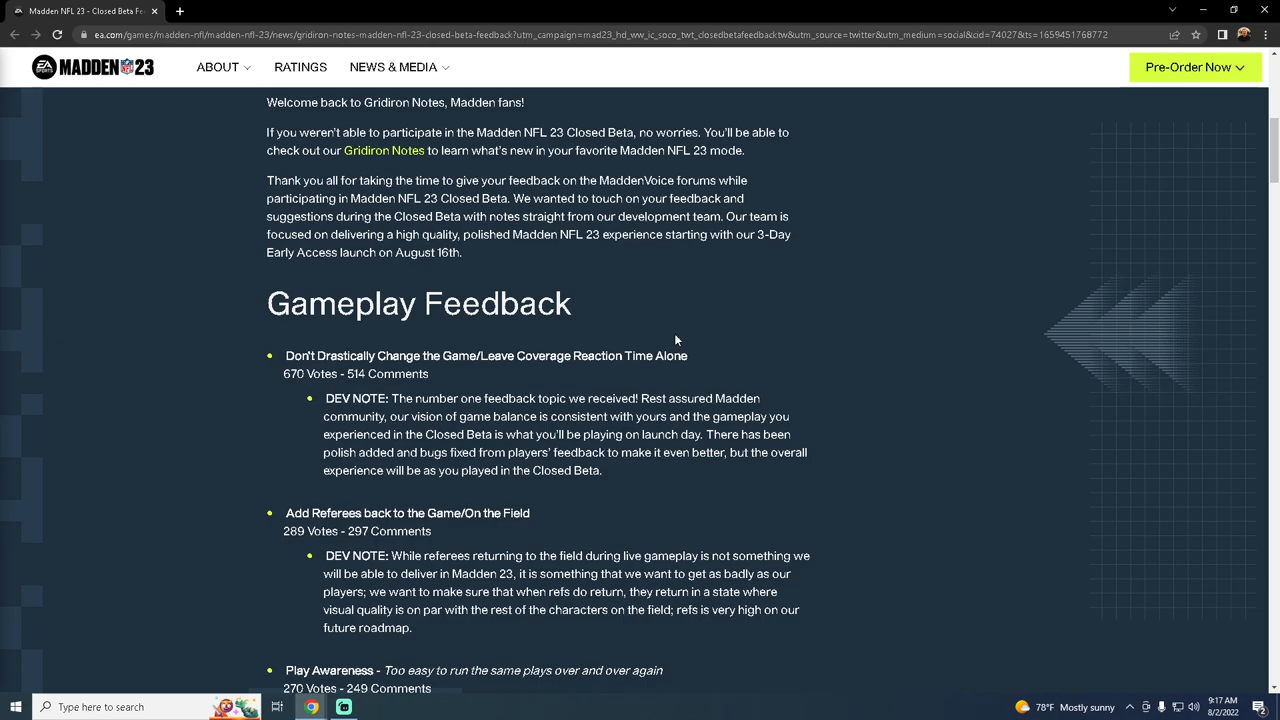 Madden NFL 23 - Closed Beta Fe
ea.com/games/madden-nfl/madden-nfl-23/news/gridiron-notes-madden-nfl-23-closed-beta-feedback?utm_campaign=mad23_hd_ww_ic_soco_twt_closedbetafeedbacktw&utm_source=twitter&utm_medium=social&cid=74027&ts=1659451768772
EA SPORTS MADDEN NFL 23 ABOUT RATINGS NEWS & MEDIA Pre-Order Now
Welcome back to Gridiron Notes, Madden fans!
If you weren't able to participate in the Madden NFL 23 Closed Beta, no worries. You'll be able to
check out our Gridiron Notes to learn what's new in your favorite Madden NFL 23 mode.
Thank you all for taking the time to give your feedback on the MaddenVoice forums while
participating in Madden NFL 23 Closed Beta. We wanted to touch on your feedback and
suggestions during the Closed Beta with notes straight from our development team. Our team is
focused on delivering a high quality, polished Madden NFL 23 experience starting with our 3-Day
Early Access launch on August 16th.
Gameplay Feedback
Don't Drastically Change the Game/Leave Coverage Reaction Time Alone
670 Votes - 514 Comments
DEV NOTE: The number one feedback topic we received! Rest assured Madden
community, our vision of game balance is consistent with yours and the gameplay you
experienced in the Closed Beta is what you'll be playing on launch day. There has been
polish added and bugs fixed from players' feedback to make it even better, but the overall
experience will be as you played in the Closed Beta.
Add Referees back to the Game/On the Field
289 Votes - 297 Comments
DEV NOTE: While referees returning to the field during live gameplay is not something we
will be able to deliver in Madden 23, it is something that we want to get as badly as our
players; we want to make sure that when refs do return, they return in a state where
visual quality is on par with the rest of the characters on the field; refs is very high on our
future roadmap.
Play Awareness - Too easy to run the same plays over and over again
270 Votes - 249 Comments
Type here to search 78°F Mostly sunny 9:17 AM
8/2/2022 2